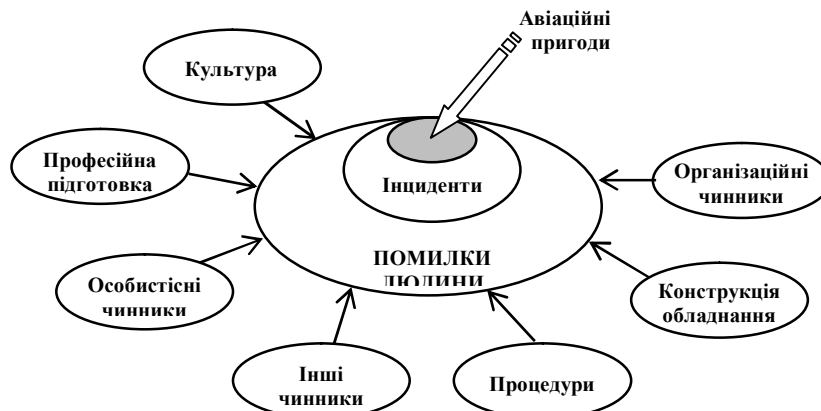 Авіаційні
пригоди
Культура
Професійна
підготовка
Інциденти
Організаційні
чинники
ПОМИЛКИ
ЛЮДИНИ
Особистісні
чинники
Конструкція
обладнання
Інші
чинники
Процедури